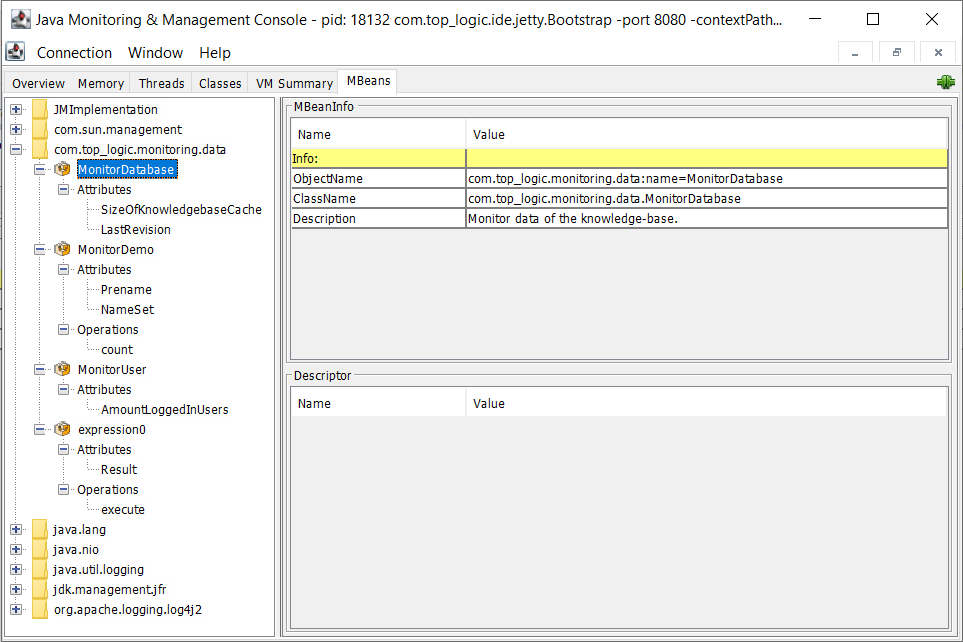 Java Monitoring & Management Console - pid: 18132 com.top_logic.ide.jetty.Bootstrap -port 8080 -contextPath...
Connection Window Help
Overview Memory Threads Classes VM Summary MBeans
JMImplementation
com.sun.management
com.top_logic.monitoring.data
MonitorDatabase
Attributes
SizeOfKnowledgebaseCache
LastRevision
MonitorDemo
Attributes
Prename
NameSet
Operations
count
MonitorUser
Attributes
AmountLoggedInUsers
expression0
Attributes
Result
Operations
execute
java.lang
java.nio
java.util.logging
jdk.management.jfr
org.apache.logging.log4j2
MBeanInfo
Name Value
Info:
ObjectName com.top_logic.monitoring.data:name=MonitorDatabase
ClassName com.top_logic.monitoring.data.MonitorDatabase
Description Monitor data of the knowledge-base.
Descriptor
Name Value